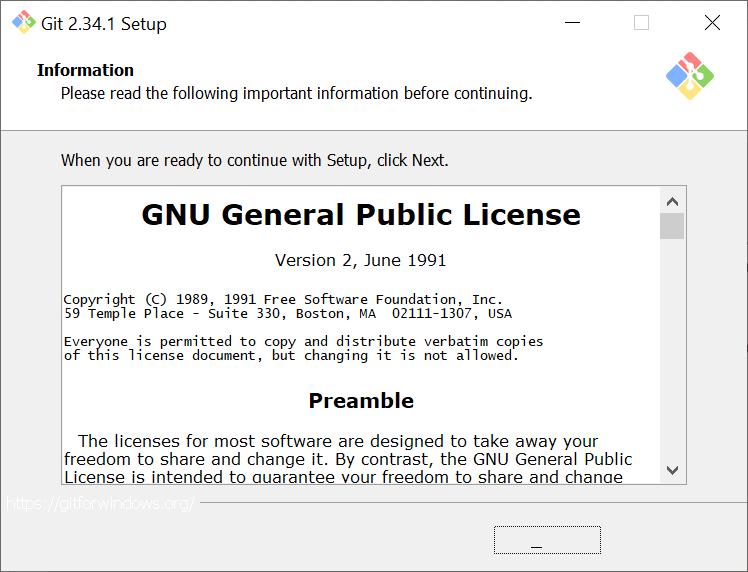 Git 2.34.1 Setup
Information
Please read the following important information before continuing.
When you are ready to continue with Setup, click Next.
GNU General Public License
Version 2, June 1991
Copyright (C) 1989, 1991 Free Software Foundation, Inc.
59 Temple Place - Suite 330, Boston, MA  02111-1307, USA
Everyone is permitted to copy and distribute verbatim copies
of this license document, but changing it is not allowed.
Preamble
The licenses for most software are designed to take away your
freedom to share and change it. By contrast, the GNU General Public
License is intended to guarantee your freedom to share and change
https://gitforwindows.org/